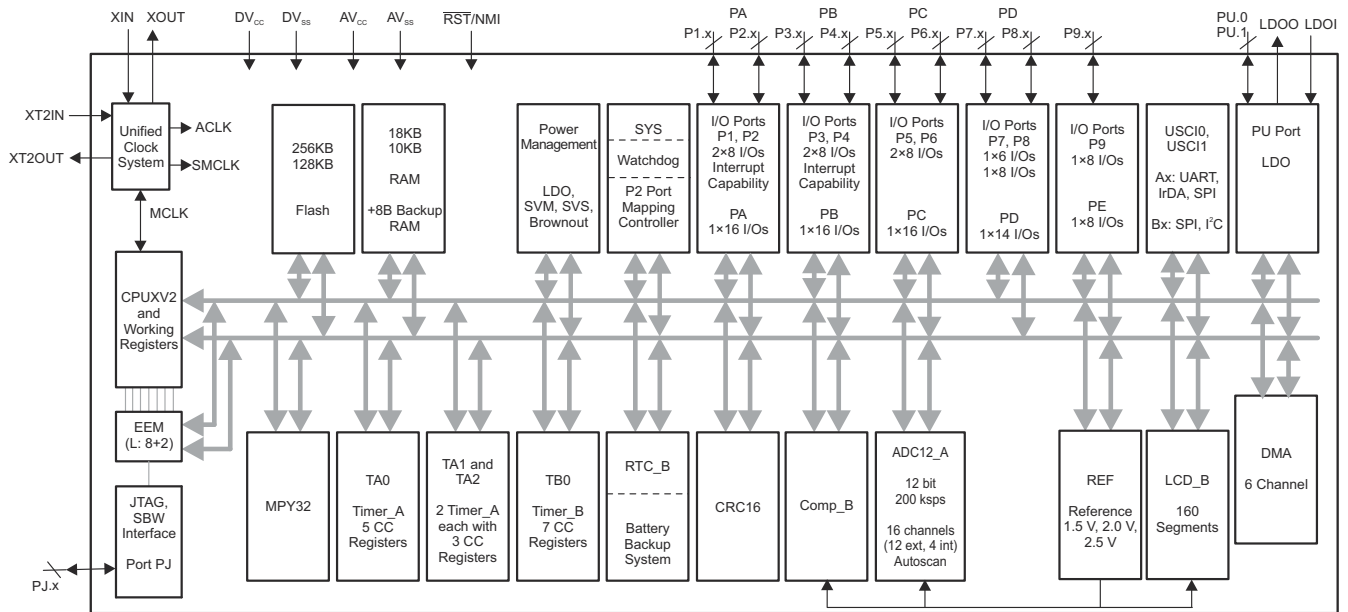 XIN
XOUT
DVCC
DVSS
AVCC
AVSS
RST/NMI
PA
PB
PC
PD
P1.x
P2.x
P3.x
P4.x
P5.x
P6.x
P7.x
P8.x
P9.x
PU.0
PU.1
LDOO
LDOI
XT2IN
XT2OUT
Unified
Clock
System
ACLK
SMCLK
MCLK
256KB
128KB
Flash
18KB
10KB
RAM
+8B Backup
RAM
Power
Management
LDO,
SVM, SVS,
Brownout
SYS
Watchdog
P2 Port
Mapping
Controller
I/O Ports
P1, P2
2×8 I/Os
Interrupt
Capability
PA
1×16 I/Os
I/O Ports
P3, P4
2×8 I/Os
Interrupt
Capability
PB
1×16 I/Os
I/O Ports
P5, P6
2×8 I/Os
PC
1×16 I/Os
I/O Ports
P7, P8
1×6 I/Os
1×8 I/Os
PD
1×14 I/Os
I/O Ports
P9
1×8 I/Os
PE
1×8 I/Os
USCI0,
USCI1
Ax: UART,
IrDA, SPI
Bx: SPI, I²C
PU Port
LDO
CPUXV2
and
Working
Registers
EEM
(L: 8+2)
JTAG,
SBW
Interface
Port PJ
PJ.x
MPY32
TA0
Timer_A
5 CC
Registers
TA1 and
TA2
2 Timer_A
each with
3 CC
Registers
TB0
Timer_B
7 CC
Registers
RTC_B
Battery
Backup
System
CRC16
Comp_B
ADC12_A
12 bit
200 ksps
16 channels
(12 ext, 4 int)
Autoscan
REF
Reference
1.5 V, 2.0 V,
2.5 V
LCD_B
160
Segments
DMA
6 Channel